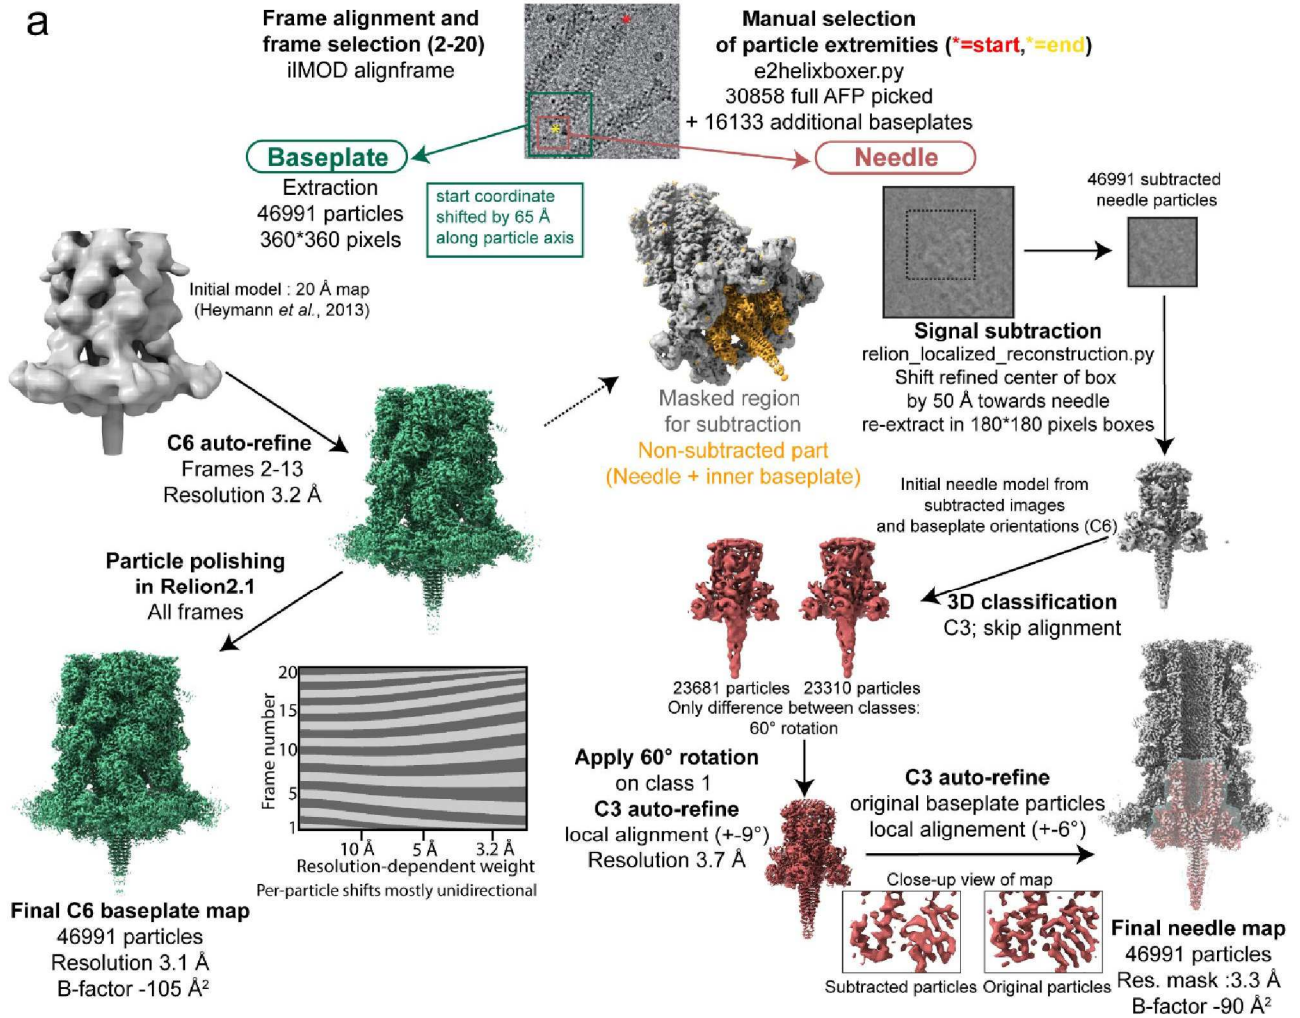 a
Frame alignment and
frame selection (2-20)
ilMOD alignframe
*
*
Manual selection
of particle extremities (*=start,*=end)
e2helixboxer.py
30858 full AFP picked
+ 16133 additional baseplates
Baseplate
Extraction
46991 particles
360*360 pixels
start coordinate
shifted by 65 Å
along particle axis
Needle
46991 subtracted
needle particles
Initial model : 20 Å map
(Heymann et al., 2013)
Signal subtraction
relion_localized_reconstruction.py
Shift refined center of box
by 50 Å towards needle
re-extract in 180*180 pixels boxes
Masked region
for subtraction
Non-subtracted part
(Needle + inner baseplate)
C6 auto-refine
Frames 2-13
Resolution 3.2 Å
Initial needle model from
subtracted images
and baseplate orientations (C6)
Particle polishing
in Relion2.1
All frames
3D classification
C3; skip alignment
23681 particles 23310 particles
Only difference between classes:
60° rotation
Frame number
20
15
10
5
1
10 Å 5 Å 3.2 Å
Resolution-dependent weight
Per-particle shifts mostly unidirectional
Apply 60° rotation
on class 1
C3 auto-refine
local alignment (+-9°)
Resolution 3.7 Å
C3 auto-refine
original baseplate particles
local alignement (+-6°)
Close-up view of map
Subtracted particles Original particles
Final C6 baseplate map
46991 particles
Resolution 3.1 Å
B-factor -105 Å²
Final needle map
46991 particles
Res. mask :3.3 Å
B-factor -90 Å²